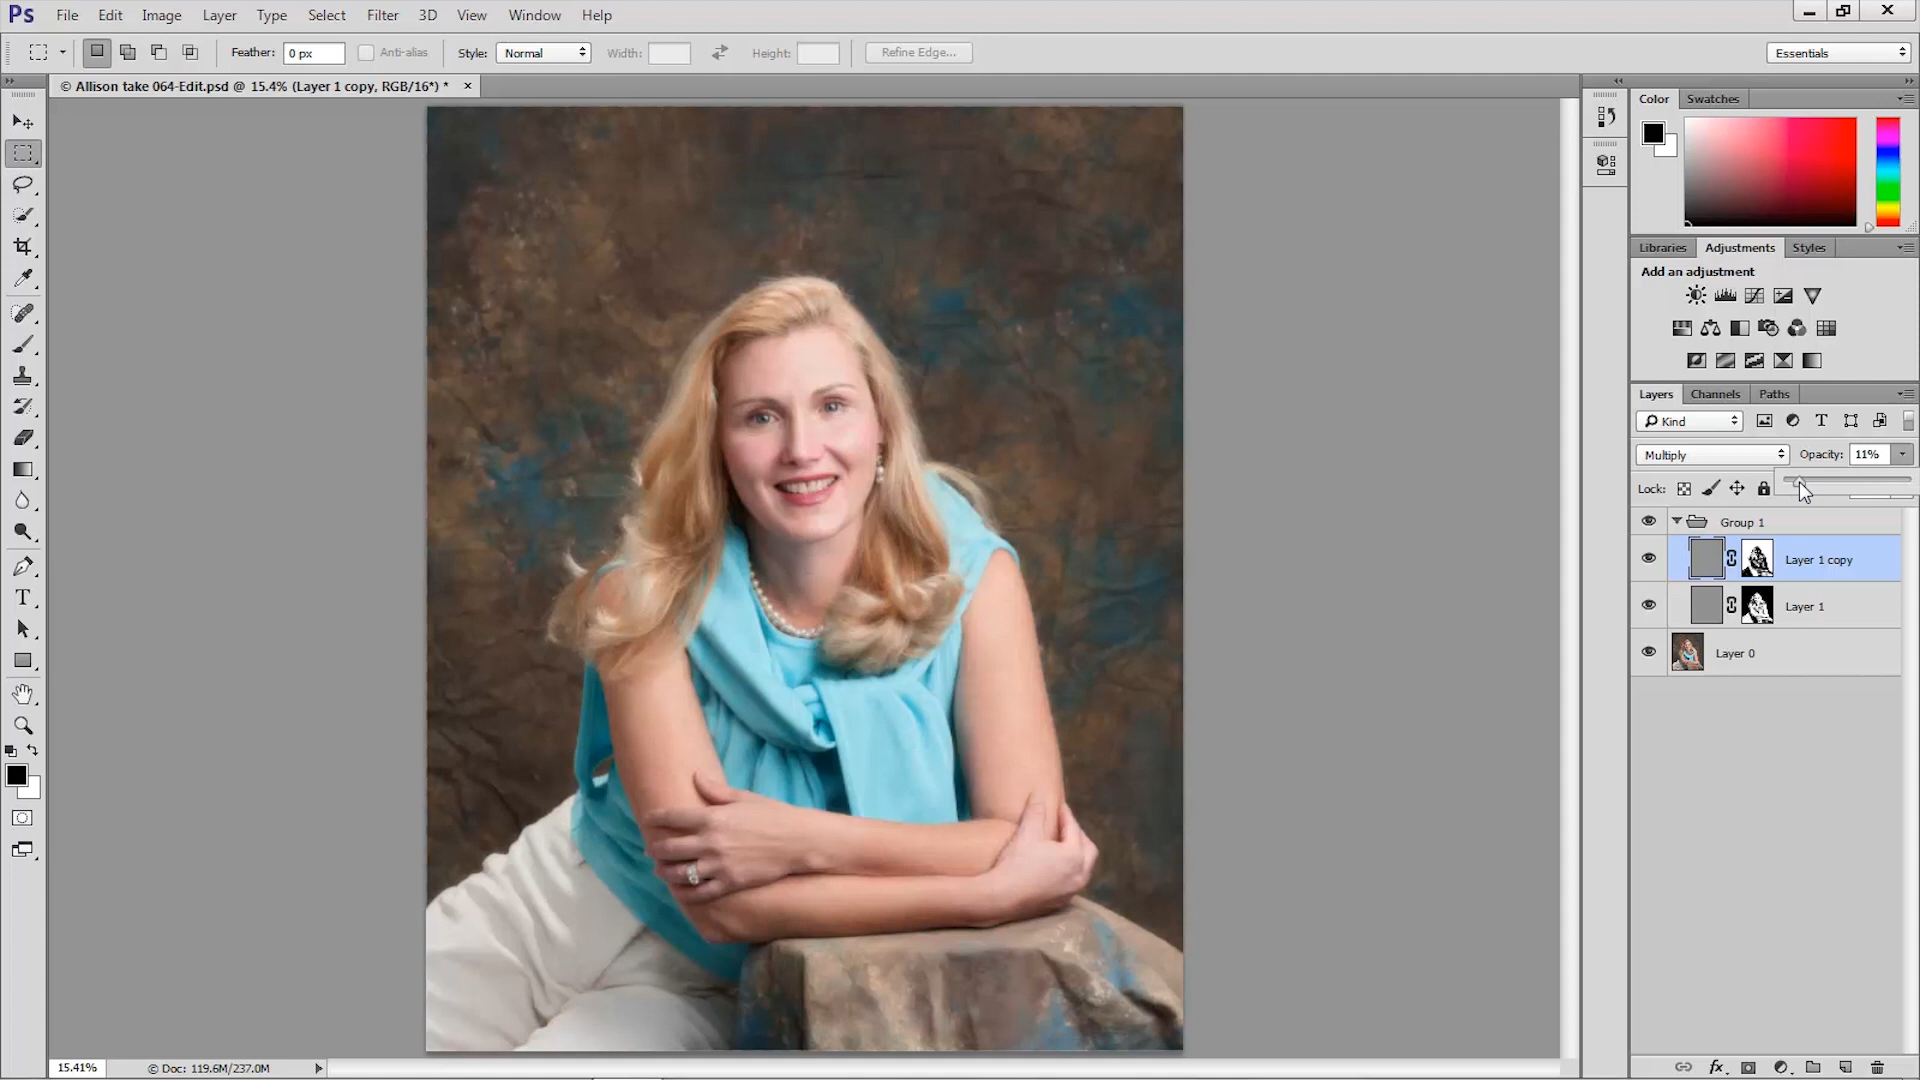 Ps File Edit Image Layer Type Select Filter 3D View Window Help
Feather: 0 px Anti-alias Style: Normal Width: Height: Refine Edge... Essentials
© Allison take 064-Edit.psd @ 15.4% (Layer 1 copy, RGB/16*) * ×
Color Swatches
Libraries Adjustments Styles
Add an adjustment
Layers Channels Paths
Kind
Multiply Opacity: 11%
Lock:
Group 1
Layer 1 copy
Layer 1
Layer 0
15.41% © Doc: 119.6M/237.0M